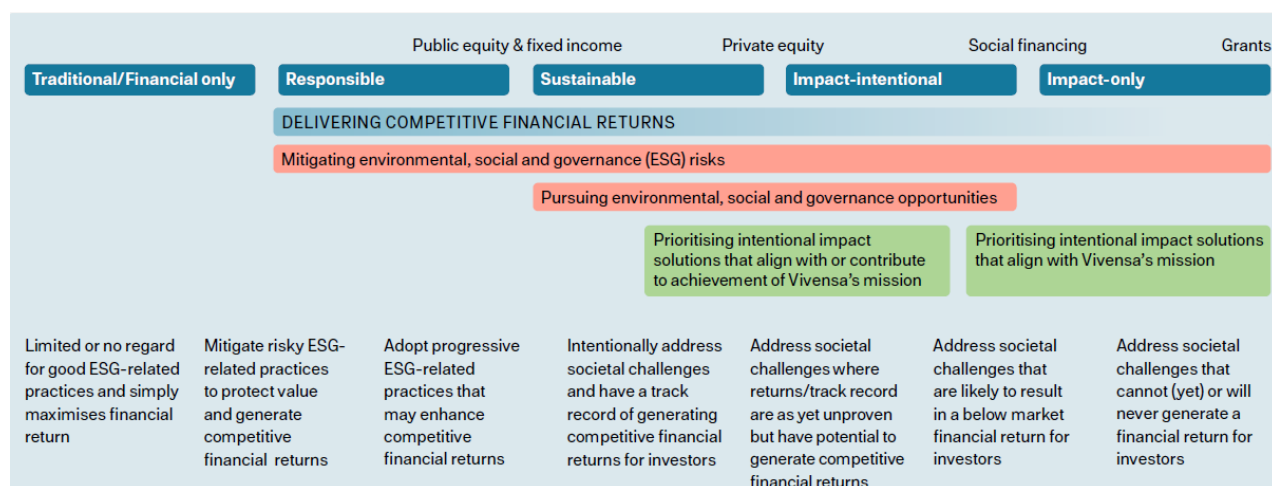 Public equity & fixed income
Private equity
Social financing
Grants
Traditional/Financial only
Responsible
Sustainable
Impact-intentional
Impact-only
DELIVERING COMPETITIVE FINANCIAL RETURNS
Mitigating environmental, social and governance (ESG) risks
Pursuing environmental, social and governance opportunities
Prioritising intentional impact
solutions that align with or contribute
to achievement of Vivensa’s mission
Prioritising intentional impact solutions
that align with Vivensa’s mission
Limited or no regard
for good ESG-related
practices and simply
maximises financial
return
Mitigate risky ESG-
related practices
to protect value
and generate
competitive
financial returns
Adopt progressive
ESG-related
practices that
may enhance
competitive
financial returns
Intentionally address
societal challenges
and have a track
record of generating
competitive financial
returns for investors
Address societal
challenges where
returns/track record
are as yet unproven
but have potential to
generate competitive
financial returns
Address societal
challenges that
are likely to result
in a below market
financial return for
investors
Address societal
challenges that
cannot (yet) or will
never generate a
financial return for
investors